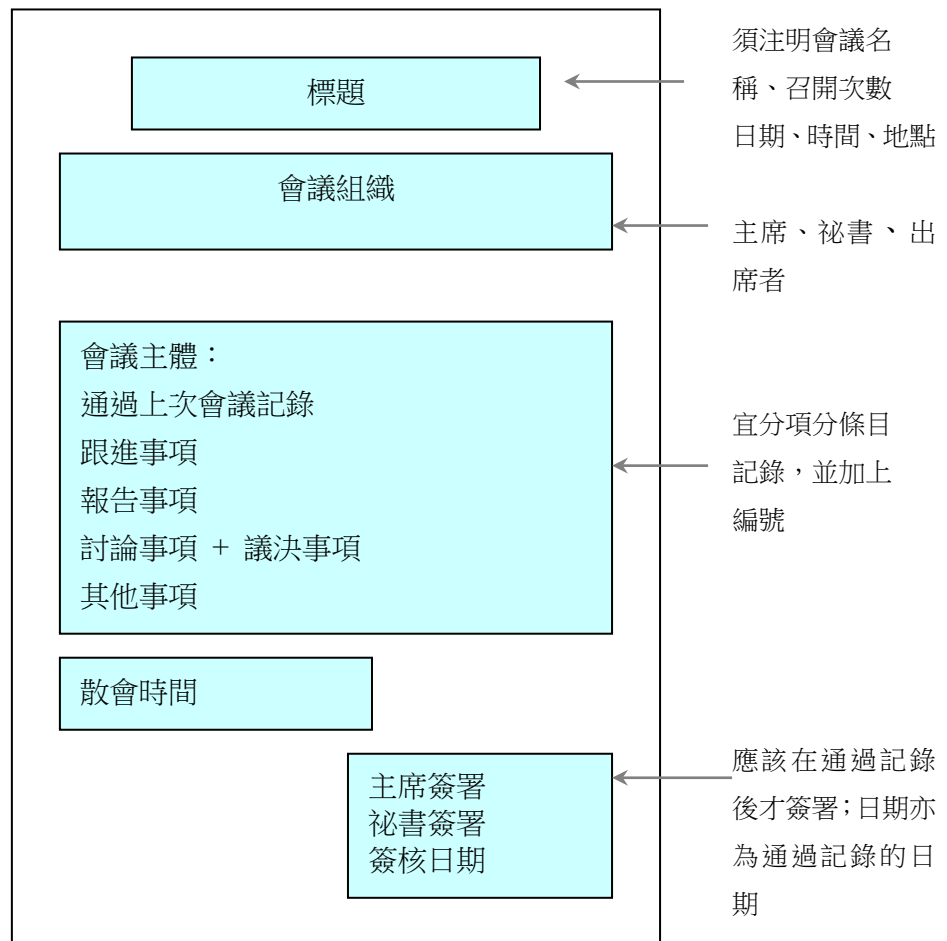 標題
須注明會議名
稱、召開次數
日期、時間、地點
會議組織
主席、祕書、出
席者
會議主體：
通過上次會議記錄
跟進事項
報告事項
討論事項 + 議決事項
其他事項
宜分項分條目
記錄，並加上
編號
散會時間
主席簽署
祕書簽署
簽核日期
應該在通過記錄
後才簽署；日期亦
為通過記錄的日
期